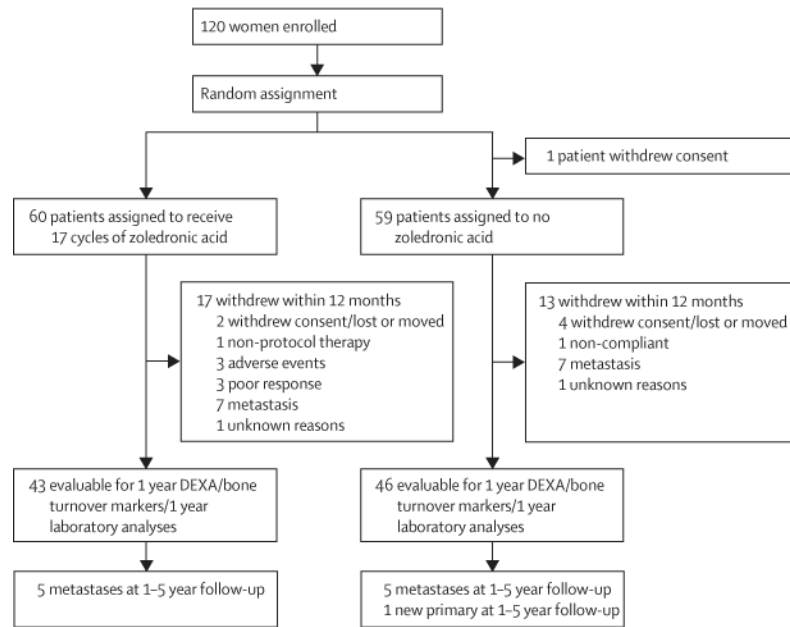 120 women enrolled
Random assignment
1 patient withdrew consent
60 patients assigned to receive
17 cycles of zoledronic acid
59 patients assigned to no
zoledronic acid
17 withdrew within 12 months
2 withdrew consent/lost or moved
1 non-protocol therapy
3 adverse events
3 poor response
7 metastasis
1 unknown reasons
13 withdrew within 12 months
4 withdrew consent/lost or moved
1 non-compliant
7 metastasis
1 unknown reasons
43 evaluable for 1 year DEXA/bone
turnover markers/1 year
laboratory analyses
46 evaluable for 1 year DEXA/bone
turnover markers/1 year
laboratory analyses
5 metastases at 1–5 year follow-up
5 metastases at 1–5 year follow-up
1 new primary at 1–5 year follow-up